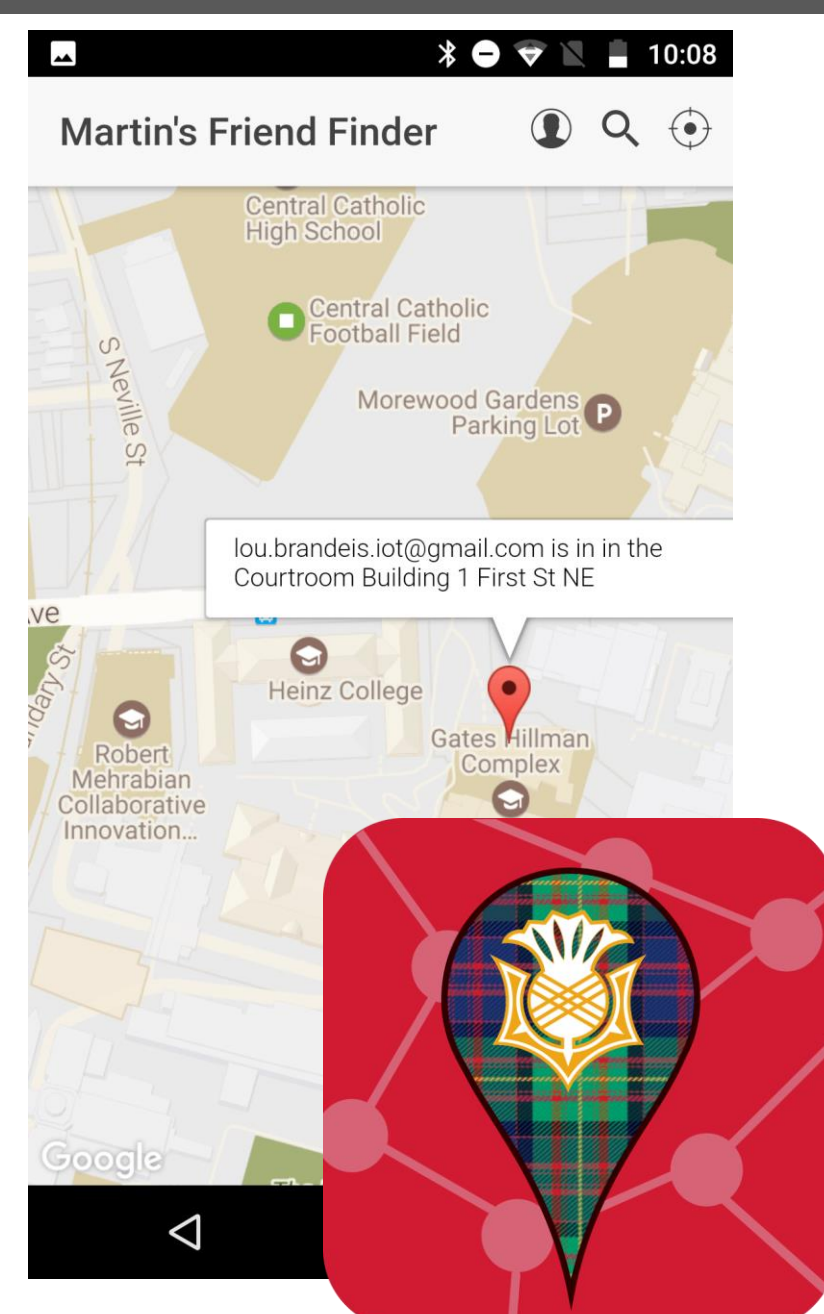 10:08
Martin's Friend Finder
Central Catholic
High School
Central Catholic
Football Field
S Neville St
Morewood Gardens
Parking Lot
P
lou.brandeis.iot@gmail.com is in in the
Courtroom Building 1 First St NE
ve
ndary St
Heinz College
Gates Hillman
Complex
Robert
Mehrabian
Collaborative
Innovation...
Google